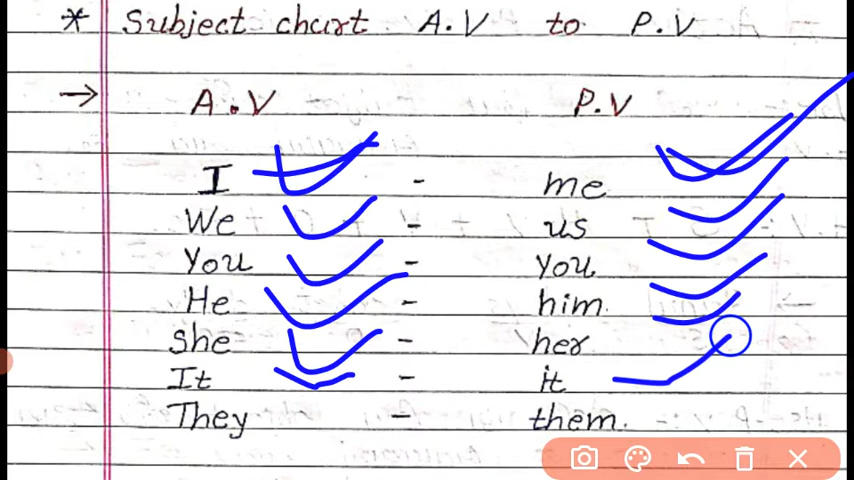 * Subject chart A.V to P.V
→ A.V P.V
I - me
We - us
You - you
He - him.
She - her
It - it
They - them.